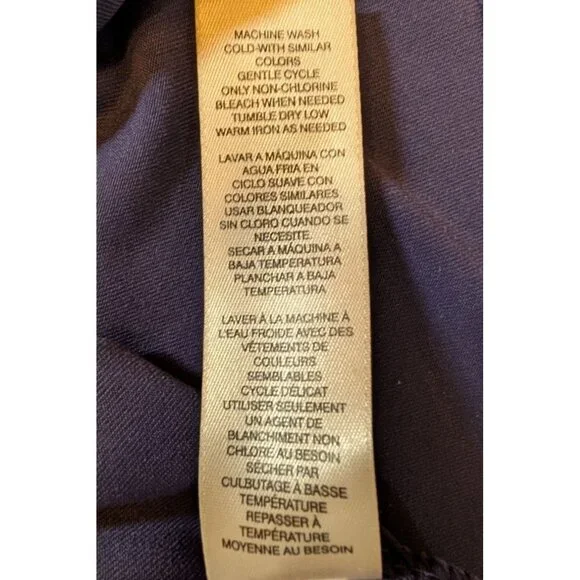 MACHINE WASH
COLD-WITH SIMILAR
COLORS
GENTLE CYCLE
ONLY NON-CHLORINE
BLEACH WHEN NEEDED
TUMBLE DRY LOW
WARM IRON AS NEEDED
LAVAR A MÁQUINA CON
AGUA FRIA EN
CICLO SUAVE CON
COLORES SIMILARES.
USAR BLANQUEADOR
SIN CLORO CUANDO SE
NECESITE.
SECAR A MÁQUINA A
BAJA TEMPERATURA
PLANCHAR A BAJA
TEMPERATURA
LAVER À LA MACHINE À
L'EAU FROIDE AVEC DES
VÊTEMENTS DE
COULEURS
SEMBLABLES
CYCLE DÉLICAT
UTILISER SEULEMENT
UN AGENT DE
BLANCHIMENT NON
CHLORE AU BESOIN
SÉCHER PAR
CULBUTAGE À BASSE
TEMPÉRATURE
REPASSER À
TEMPÉRATURE
MOYENNE AU BESOIN